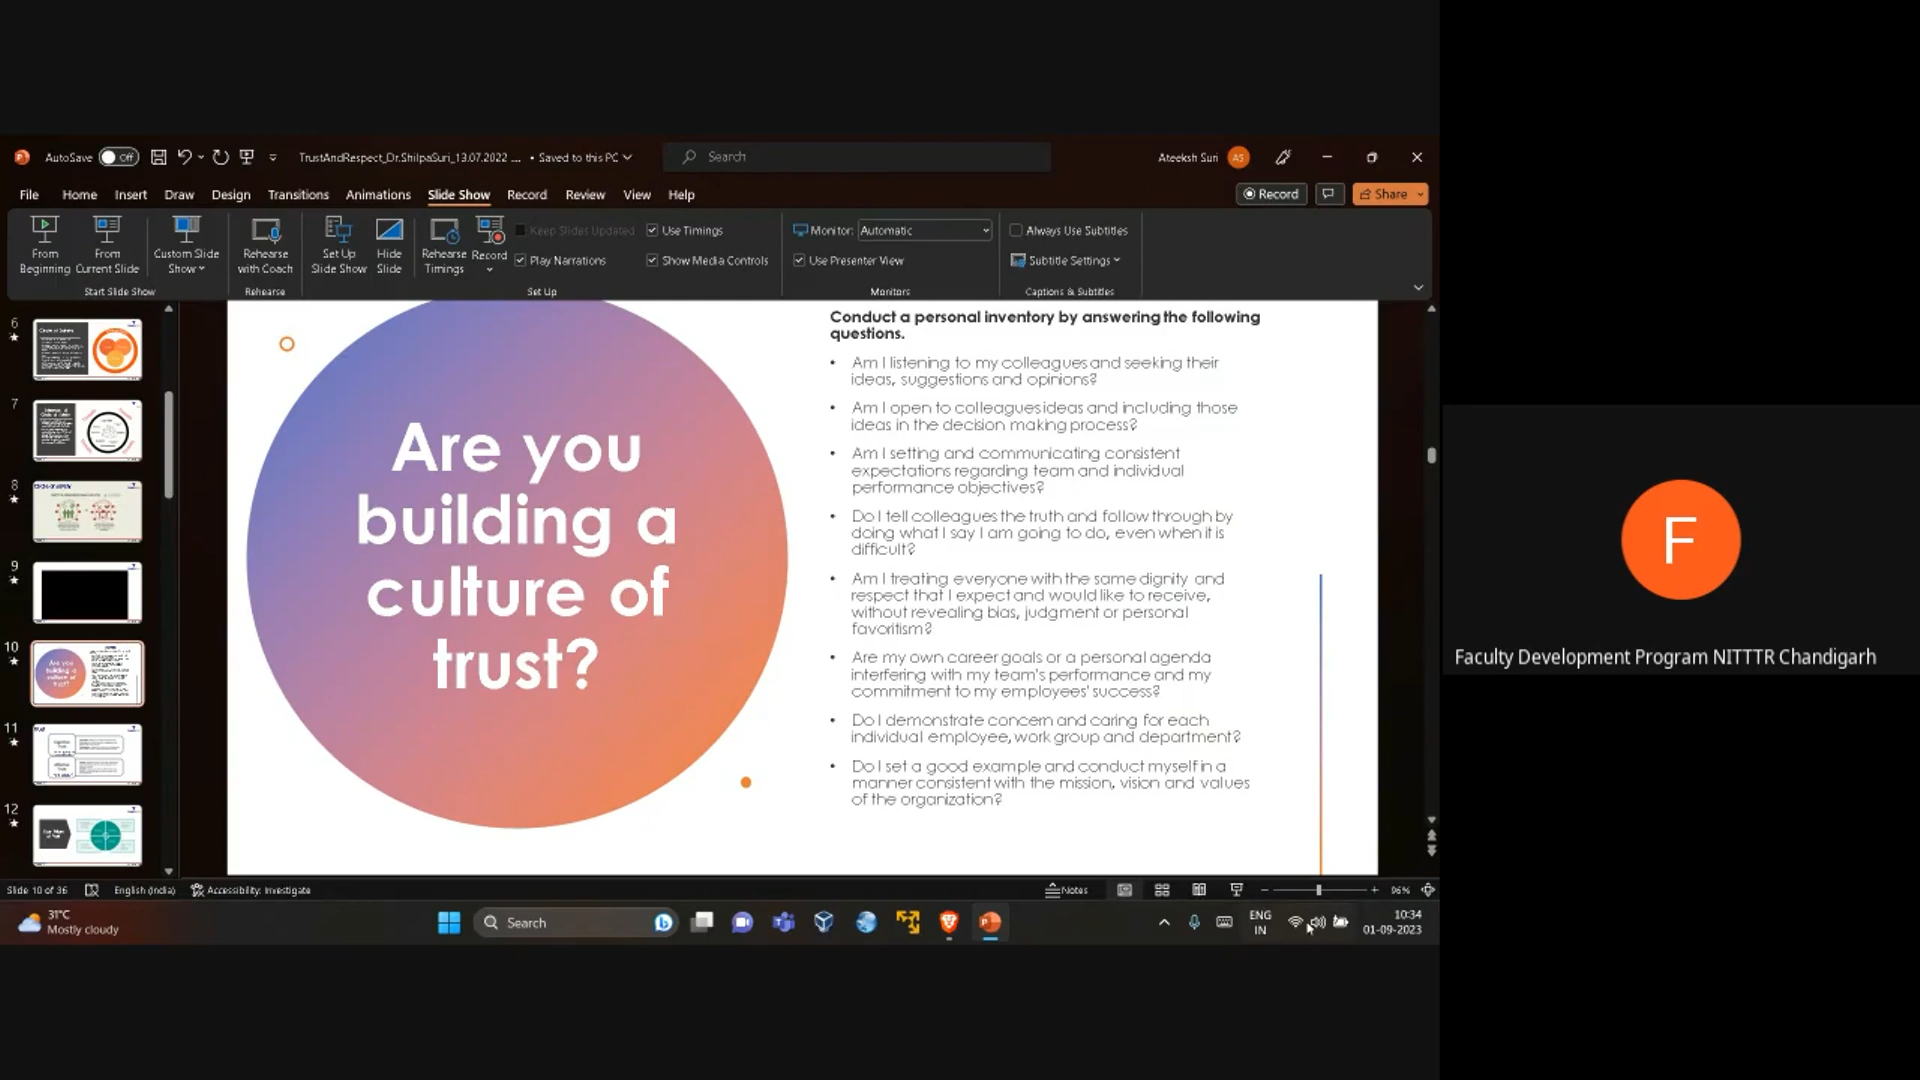 AutoSave Off TrustAndRespect_Dr.ShilpaSuri_13.07.2022 ... • Saved to this PC Search Ateeksh Suri AS
File Home Insert Draw Design Transitions Animations Slide Show Record Review View Help Record Share
From Beginning
From Current Slide
Custom Slide Show
Start Slide Show
Rehearse with Coach
Rehearse
Set Up Slide Show
Hide Slide
Rehearse Timings
Record
Keep Slides Updated
Play Narrations
Use Timings
Show Media Controls
Set Up
Monitor: Automatic
Use Presenter View
Monitors
Always Use Subtitles
Subtitle Settings
Captions & Subtitles
6
7
8
9
10
11
12
Are you
building a
culture of
trust?
Conduct a personal inventory by answering the following
questions.
• Am I listening to my colleagues and seeking their
ideas, suggestions and opinions?
• Am I open to colleagues ideas and including those
ideas in the decision making process?
• Am I setting and communicating consistent
expectations regarding team and individual
performance objectives?
• Do I tell colleagues the truth and follow through by
doing what I say I am going to do, even when it is
difficult?
• Am I treating everyone with the same dignity and
respect that I expect and would like to receive,
without revealing bias, judgment or personal
favoritism?
• Are my own career goals or a personal agenda
interfering with my team's performance and my
commitment to my employees' success?
• Do I demonstrate concern and caring for each
individual employee, work group and department?
• Do I set a good example and conduct myself in a
manner consistent with the mission, vision and values
of the organization?
F
Faculty Development Program NITTTR Chandigarh
Slide 10 of 36 English (India) Accessibility: Investigate Notes 96%
31°C
Mostly cloudy
Search
ENG
IN
10:34
01-09-2023